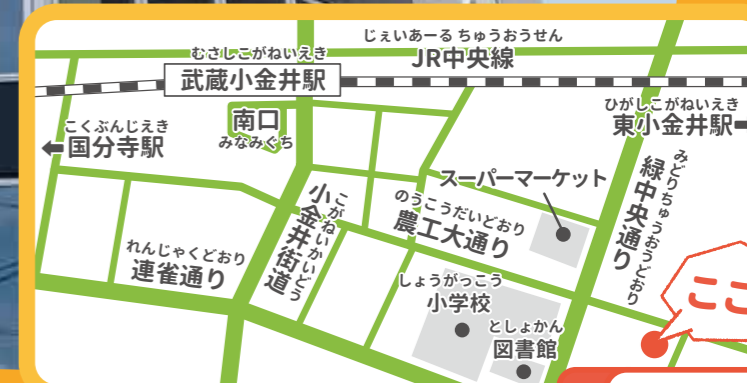 じぇいあーる ちゅうおうせん
JR中央線
むさしこがねいえき
武蔵小金井駅
ひがしこがねいえき
東小金井駅
南口
みなみぐち
こくぶんじえき
国分寺駅
みどりちゅうおうどおり
緑中央通り
スーパーマーケット
のうこうだいどおり
農工大通り
こがねいかいどう
小金井街道
れんじゃくどおり
連雀通り
しょうがっこう
小学校
としょかん
図書館
ここ